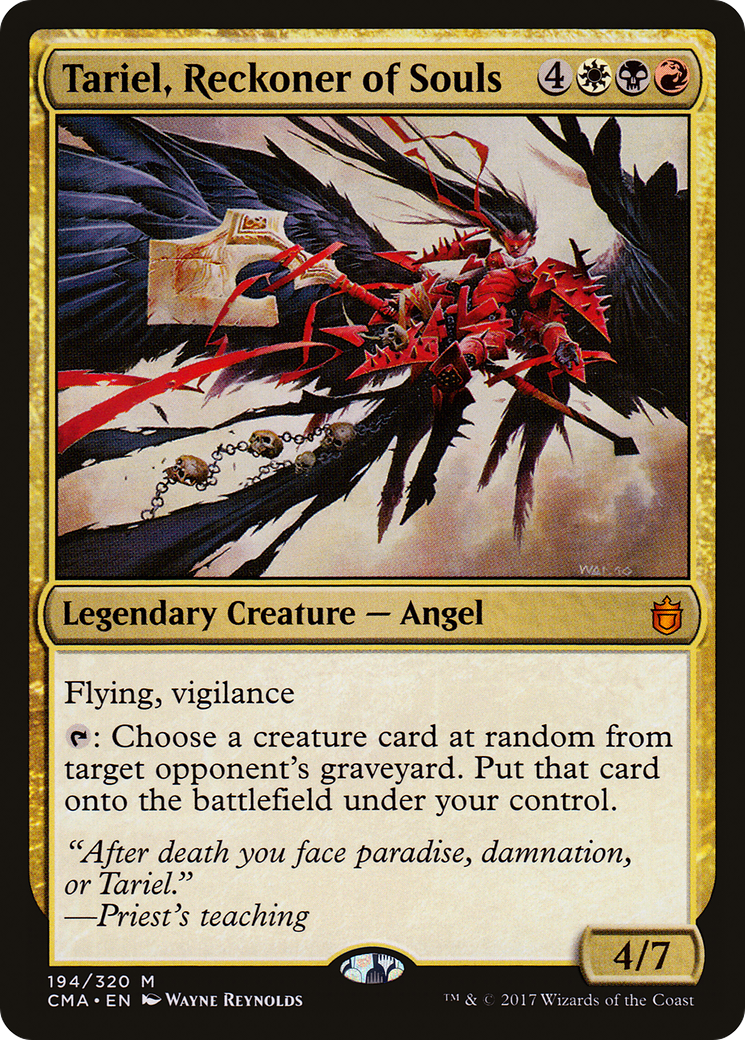 Tariel, Reckoner of Souls 4
Legendary Creature — Angel
Flying, vigilance
: Choose a creature card at random from
target opponent's graveyard. Put that card
onto the battlefield under your control.
“After death you face paradise, damnation,
or Tariel.”
—Priest's teaching
4/7
194/320 M
CMA • EN Wayne Reynolds
™ & © 2017 Wizards of the Coast